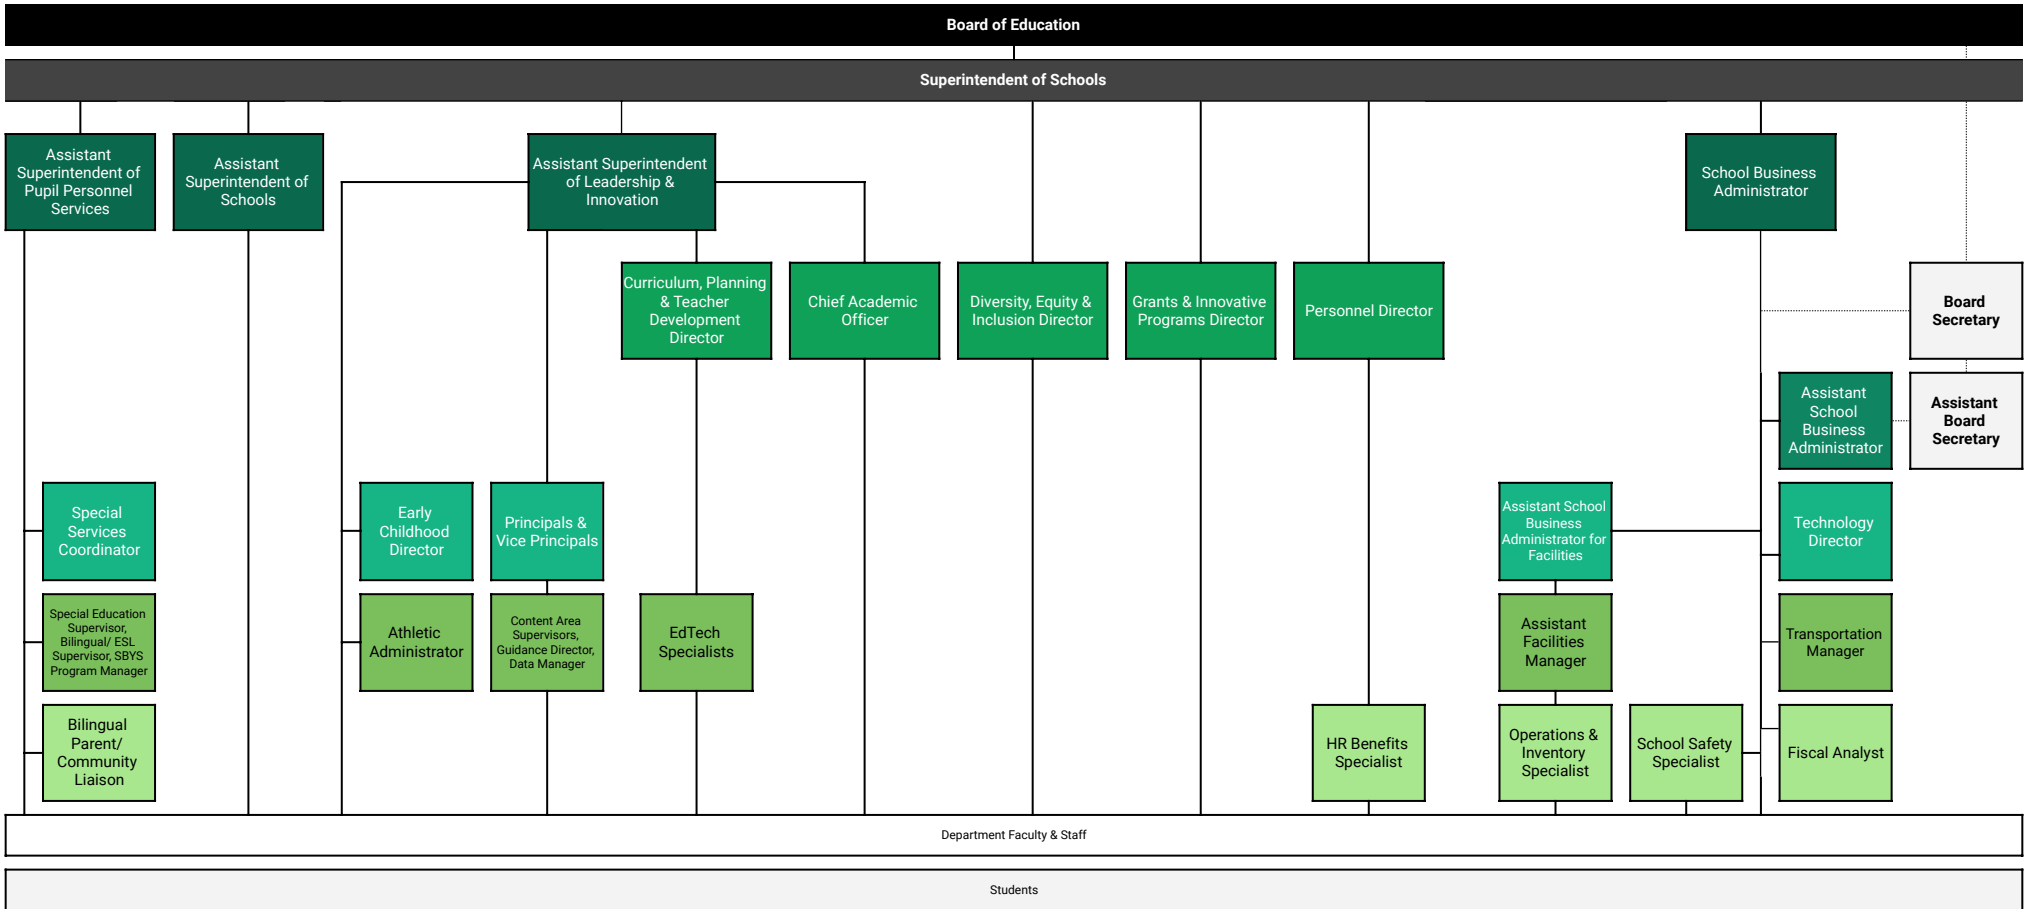 Board of Education
Superintendent of Schools
Assistant
Superintendent of
Pupil Personnel
Services
Assistant
Superintendent of
Schools
Assistant Superintendent
of Leadership &
Innovation
School Business
Administrator
Curriculum, Planning
& Teacher
Development
Director
Chief Academic
Officer
Diversity, Equity &
Inclusion Director
Grants & Innovative
Programs Director
Personnel Director
Board
Secretary
Assistant
School
Business
Administrator
Assistant
Board
Secretary
Special
Services
Coordinator
Early
Childhood
Director
Principals &
Vice Principals
Assistant School
Business
Administrator for
Facilities
Technology
Director
Special Education
Supervisor,
Bilingual/ ESL
Supervisor, SBYS
Program Manager
Athletic
Administrator
Content Area
Supervisors,
Guidance Director,
Data Manager
EdTech
Specialists
Assistant
Facilities
Manager
Transportation
Manager
Bilingual
Parent/
Community
Liaison
HR Benefits
Specialist
Operations &
Inventory
Specialist
School Safety
Specialist
Fiscal Analyst
Department Faculty & Staff
Students